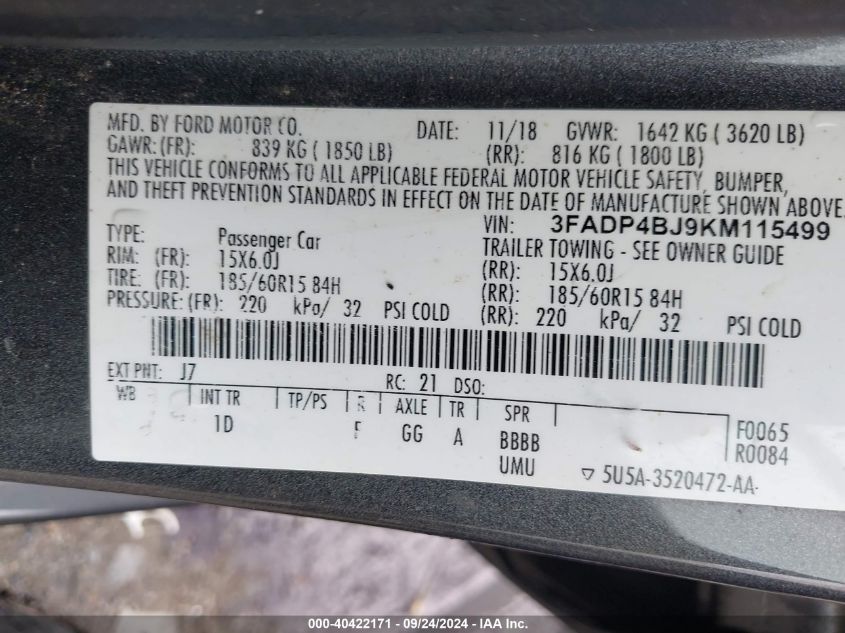 MFD. BY FORD MOTOR CO. DATE: 11/18 GVWR: 1642 KG ( 3620 LB)
GAWR: (FR): 839 KG ( 1850 LB) (RR): 816 KG ( 1800 LB)
THIS VEHICLE CONFORMS TO ALL APPLICABLE FEDERAL MOTOR VEHICLE SAFETY, BUMPER,
AND THEFT PREVENTION STANDARDS IN EFFECT ON THE DATE OF MANUFACTURE SHOWN ABOVE.
VIN: 3FADP4BJ9KM115499
TYPE: Passenger Car TRAILER TOWING - SEE OWNER GUIDE
RIM: (FR): 15X6.0J (RR): 15X6.0J
TIRE: (FR): 185/60R15 84H (RR): 185/60R15 84H
PRESSURE: (FR): 220 kPa/ 32 PSI COLD (RR): 220 kPa/ 32 PSI COLD
EXT PNT: J7 RC: 21 DSO:
WB INT TR TP/PS R AXLE TR SPR
1D F GG A BBBB F0065
UMU R0084
5U5A-3520472-AA
000-40422171 - 09/24/2024 - IAA Inc.